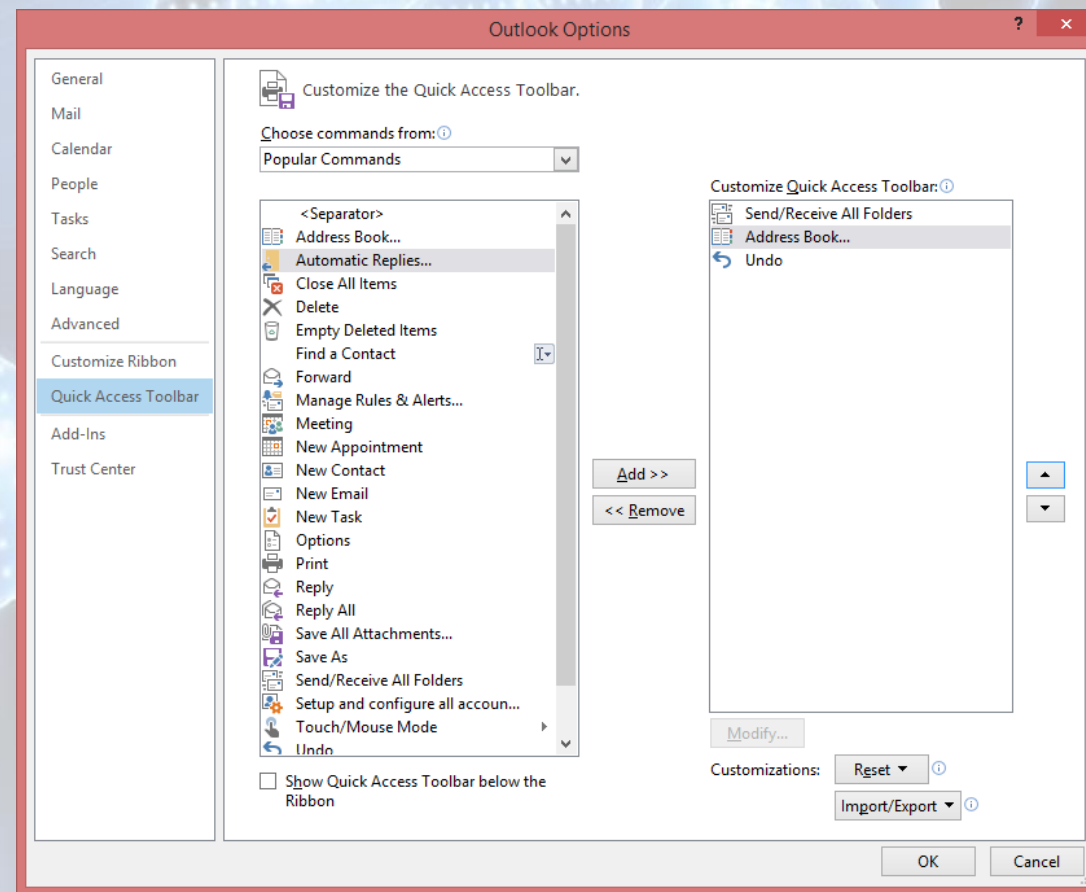 Outlook Options
?
General
Mail
Calendar
People
Tasks
Search
Language
Advanced
Customize Ribbon
Quick Access Toolbar
Add-Ins
Trust Center
Customize the Quick Access Toolbar.
Choose commands from:
Popular Commands
<Separator>
Address Book...
Automatic Replies...
Close All Items
Delete
Empty Deleted Items
Find a Contact
Forward
Manage Rules & Alerts...
Meeting
New Appointment
New Contact
New Email
New Task
Options
Print
Reply
Reply All
Save All Attachments...
Save As
Send/Receive All Folders
Setup and configure all accoun...
Touch/Mouse Mode
Undo
Show Quick Access Toolbar below the
Ribbon
Add >>
<< Remove
Customize Quick Access Toolbar:
Send/Receive All Folders
Address Book...
Undo
Modify...
Customizations:
Reset
Import/Export
OK
Cancel